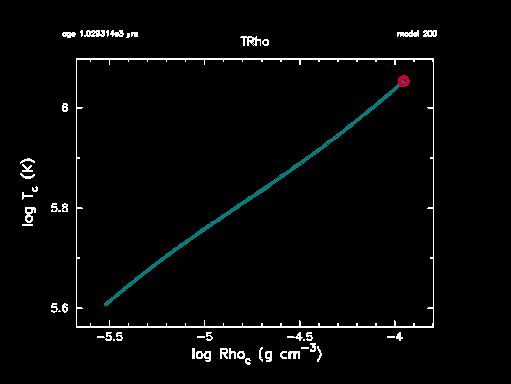 age 1.029314e3 yrs
model 200
TRho
6
5.8
5.6
log T_c (K)
-5.5
-5
-4.5
-4
log Rho_c (g cm^-3)